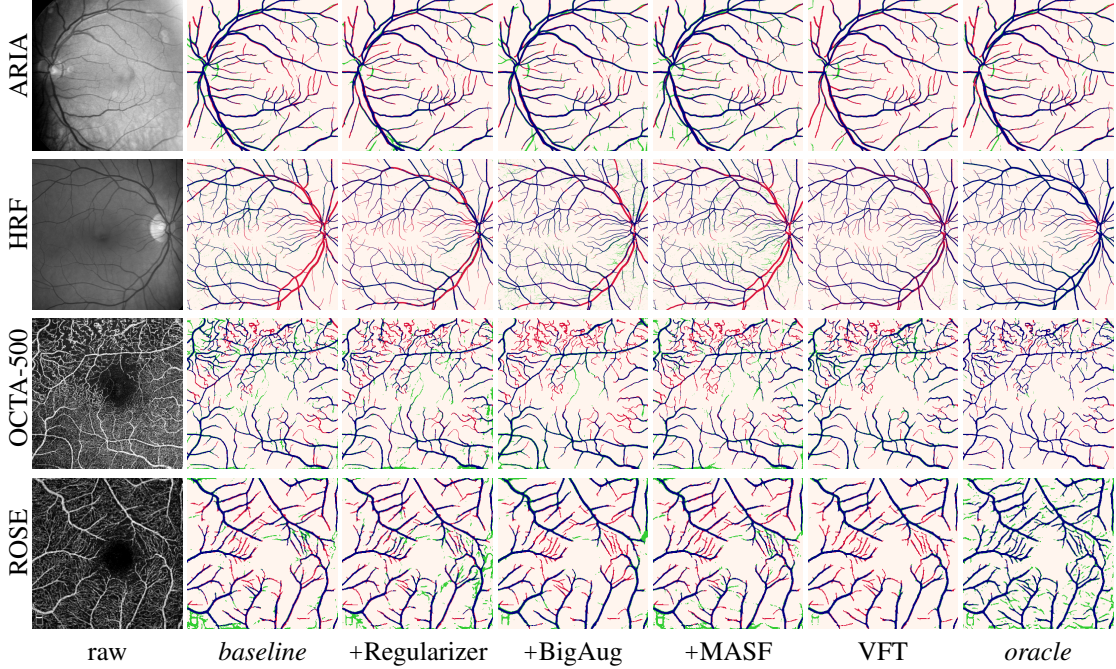 ARIA
HRF
OCTA-500
ROSE
raw baseline +Regularizer +BigAug +MASF VFT oracle